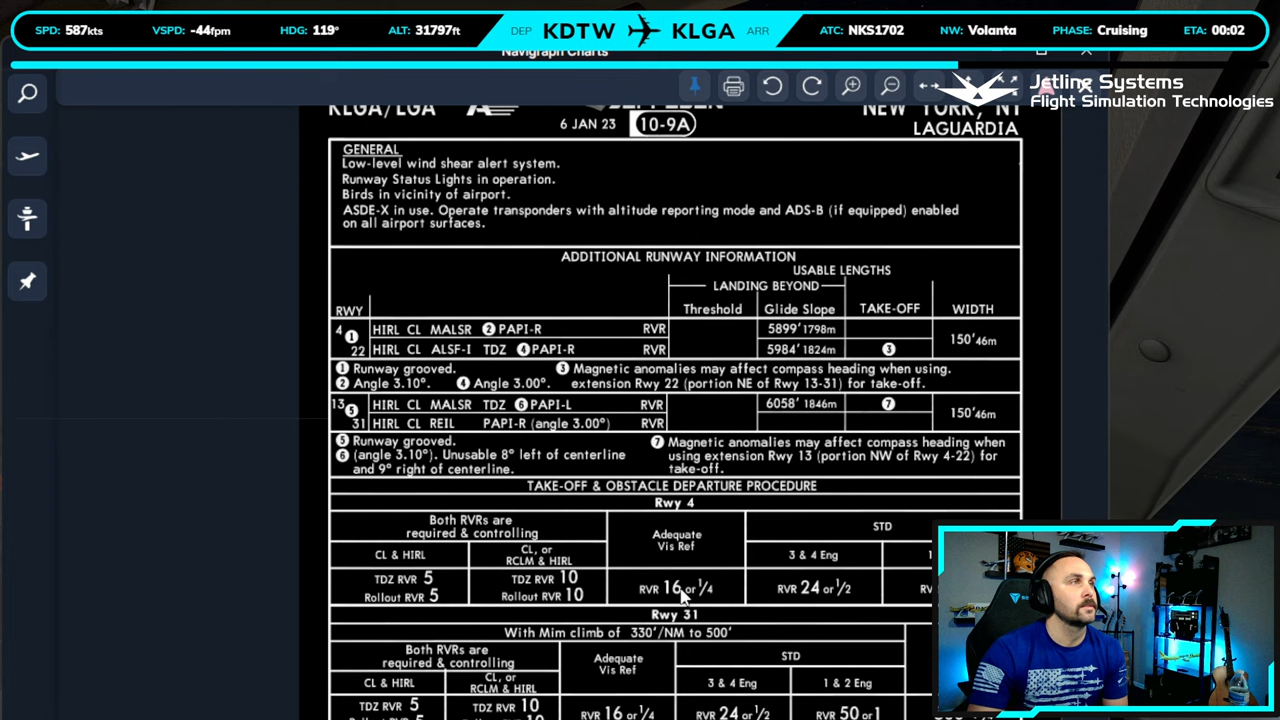 SPD: 587kts VSPD: -44fpm HDG: 119° ALT: 31797ft DEP KDTW KLGA ARR ATC: NKS1702 NW: Volanta PHASE: Cruising ETA: 00:02
Navigraph Charts
Jetline Systems
Flight Simulation Technologies
KLGA/LGA JEPPESEN NEW YORK, NY
6 JAN 23 10-9A LAGUARDIA
GENERAL
Low-level wind shear alert system.
Runway Status Lights in operation.
Birds in vicinity of airport.
ASDE-X in use. Operate transponders with altitude reporting mode and ADS-B (if equipped) enabled
on all airport surfaces.
ADDITIONAL RUNWAY INFORMATION
USABLE LENGTHS
LANDING BEYOND
RWY Threshold Glide Slope TAKE-OFF WIDTH
4 1 HIRL CL MALSR 2 PAPI-R RVR 5899' 1798m 150' 46m
22 HIRL CL ALSF-I TDZ 4 PAPI-R RVR 5984' 1824m 3
1 Runway grooved. 3 Magnetic anomalies may affect compass heading when using.
2 Angle 3.10°. 4 Angle 3.00°. extension Rwy 22 (portion NE of Rwy 13-31) for take-off.
13 5 HIRL CL MALSR TDZ 6 PAPI-L RVR 6058' 1846m 7 150' 46m
31 HIRL CL REIL PAPI-R (angle 3.00°) RVR
5 Runway grooved. 7 Magnetic anomalies may affect compass heading when
6 (angle 3.10°). Unusable 8° left of centerline using extension Rwy 13 (portion NW of Rwy 4-22) for
and 9° right of centerline. take-off.
TAKE-OFF & OBSTACLE DEPARTURE PROCEDURE
Rwy 4
Both RVRs are
required & controlling Adequate
Vis Ref STD
CL & HIRL CL, or
RCLM & HIRL 3 & 4 Eng 1
TDZ RVR 5 TDZ RVR 10
Rollout RVR 5 Rollout RVR 10 RVR 16 or 1/4 RVR 24 or 1/2 RV
Rwy 31
With Mim climb of 330'/NM to 500'
Both RVRs are
required & controlling Adequate
Vis Ref STD
CL & HIRL CL, or
RCLM & HIRL 3 & 4 Eng 1 & 2 Eng
TDZ RVR 5 TDZ RVR 10 RVR 16 or 1/4 RVR 24 or 1/2 RVR 50 or 1